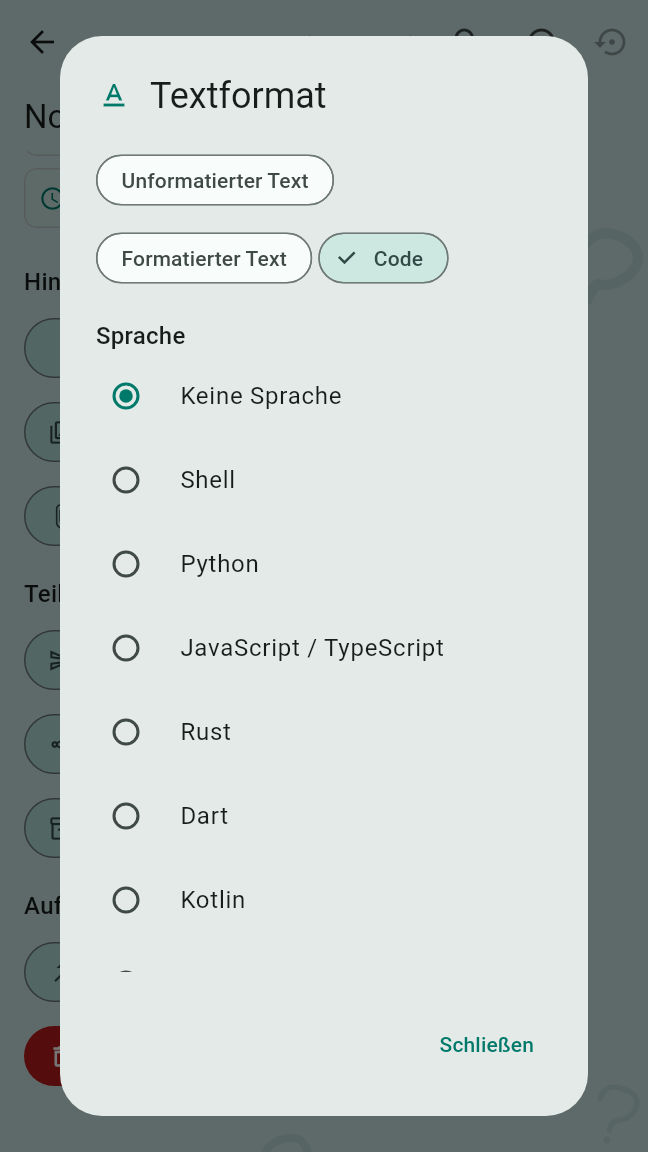 Textformat
Unformatierter Text
Formatierter Text
Code
Sprache
Keine Sprache
Shell
Python
JavaScript / TypeScript
Rust
Dart
Kotlin
Schließen